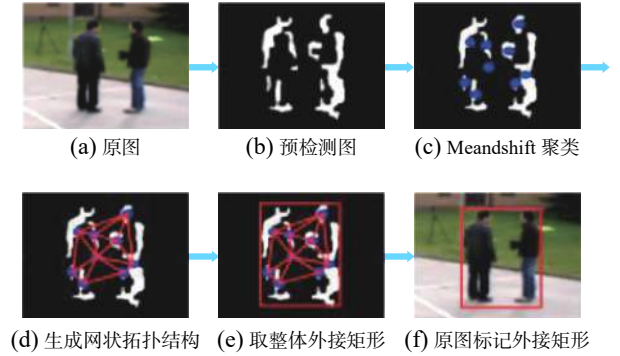 (a) 原图
(b) 预检测图
(c) Meandshift 聚类
(d) 生成网状拓扑结构
(e) 取整体外接矩形
(f) 原图标记外接矩形